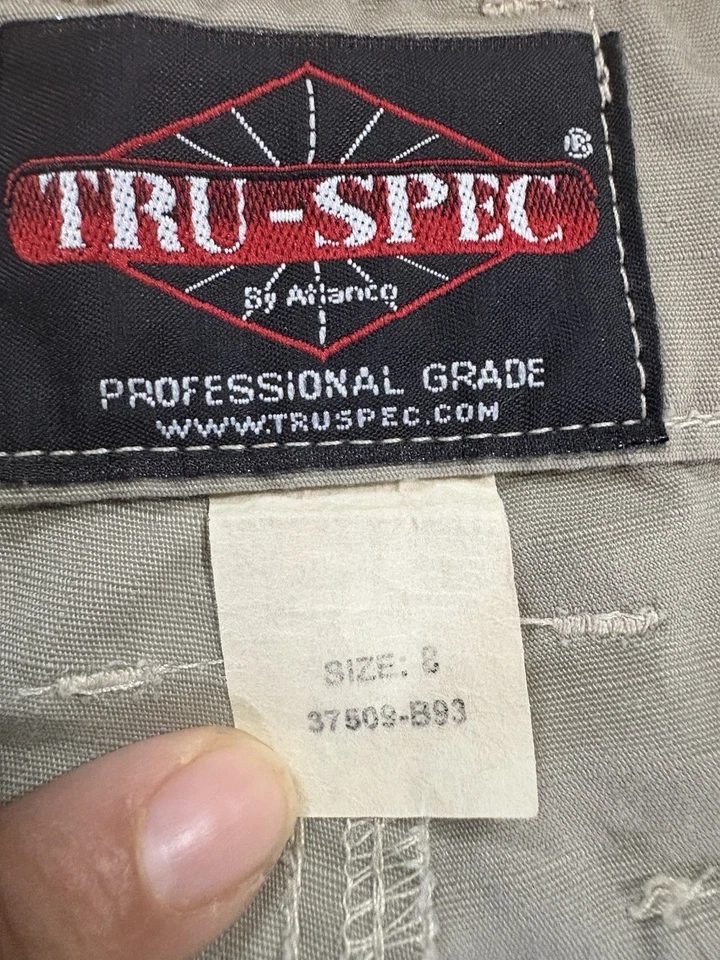 TRU-SPEC®
By Atlanco
PROFESSIONAL GRADE
WWW.TRUSPEC.COM
SIZE: 8
37509-B93